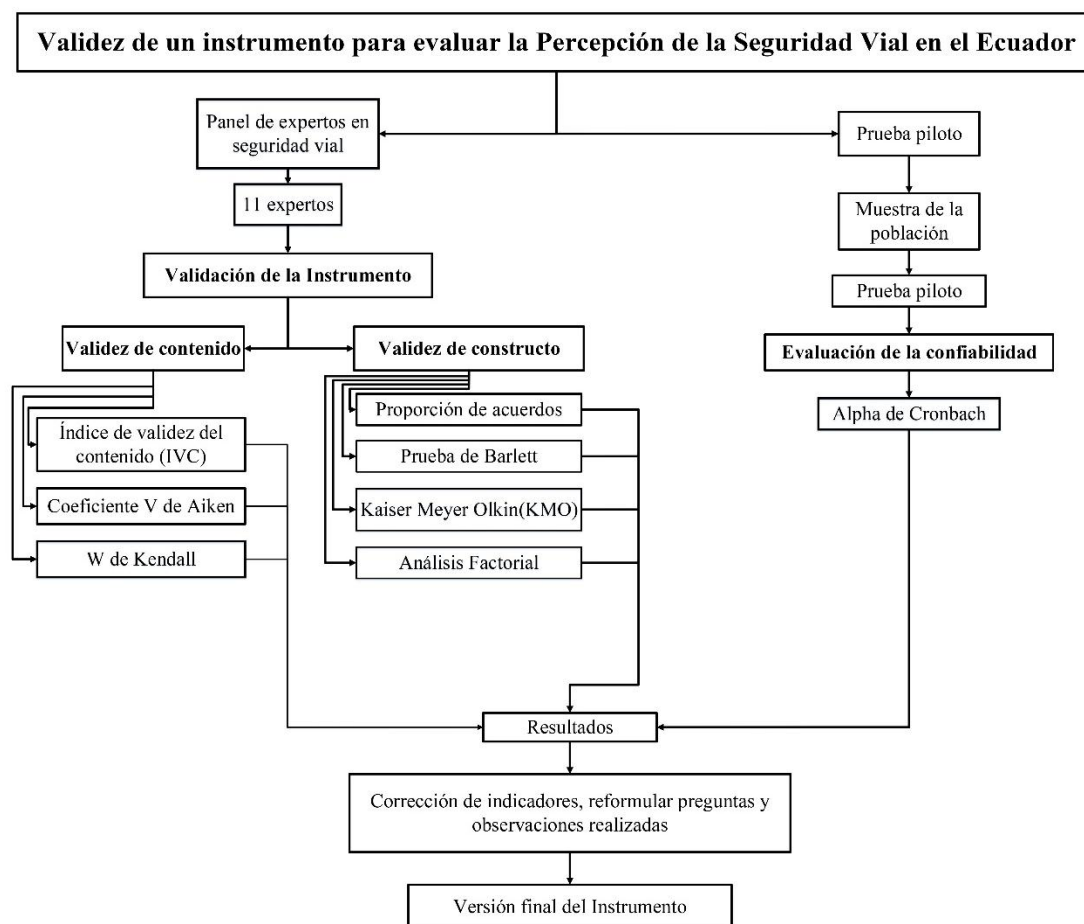 Validez de un instrumento para evaluar la Percepción de la Seguridad Vial en el Ecuador
Panel de expertos en
seguridad vial
11 expertos
Validación de la Instrumento
Validez de contenido
Índice de validez del
contenido (IVC)
Coeficiente V de Aiken
W de Kendall
Validez de constructo
Proporción de acuerdos
Prueba de Barlett
Kaiser Meyer Olkin(KMO)
Análisis Factorial
Prueba piloto
Muestra de la
población
Prueba piloto
Evaluación de la confiabilidad
Alpha de Cronbach
Resultados
Corrección de indicadores, reformular preguntas y
observaciones realizadas
Versión final del Instrumento